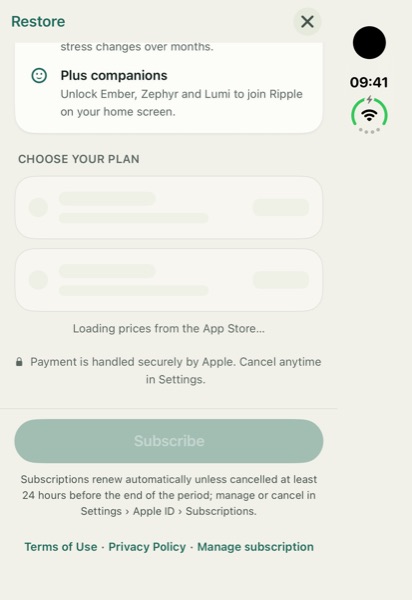 Restore
09:41
stress changes over months.
Plus companions
Unlock Ember, Zephyr and Lumi to join Ripple
on your home screen.
CHOOSE YOUR PLAN
Loading prices from the App Store...
Payment is handled securely by Apple. Cancel anytime
in Settings.
Subscribe
Subscriptions renew automatically unless cancelled at least
24 hours before the end of the period; manage or cancel in
Settings › Apple ID › Subscriptions.
Terms of Use · Privacy Policy · Manage subscription